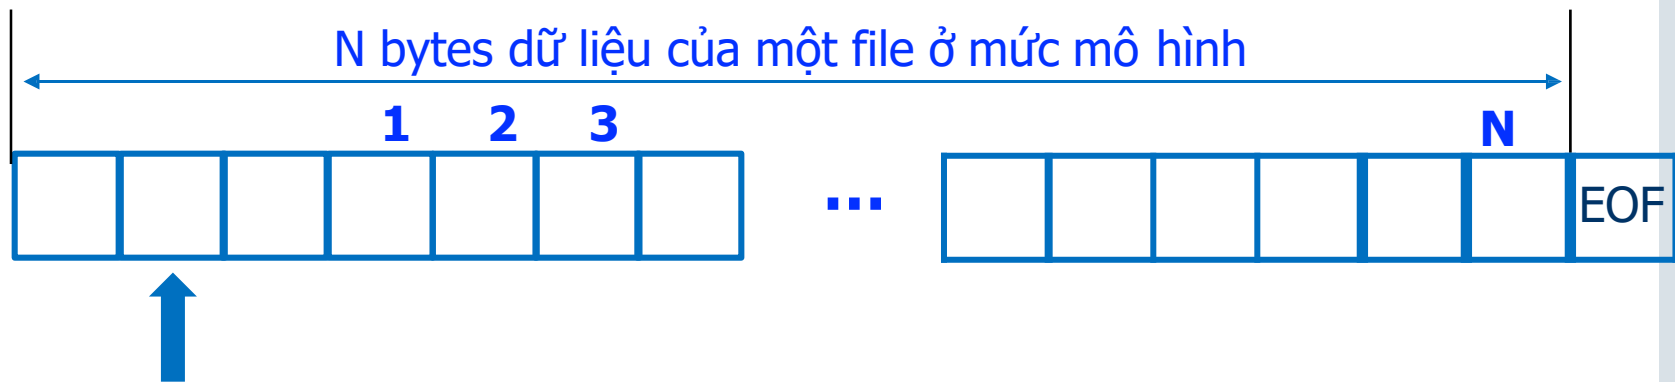 N bytes dữ liệu của một file ở mức mô hình
1 2 3 N
... EOF